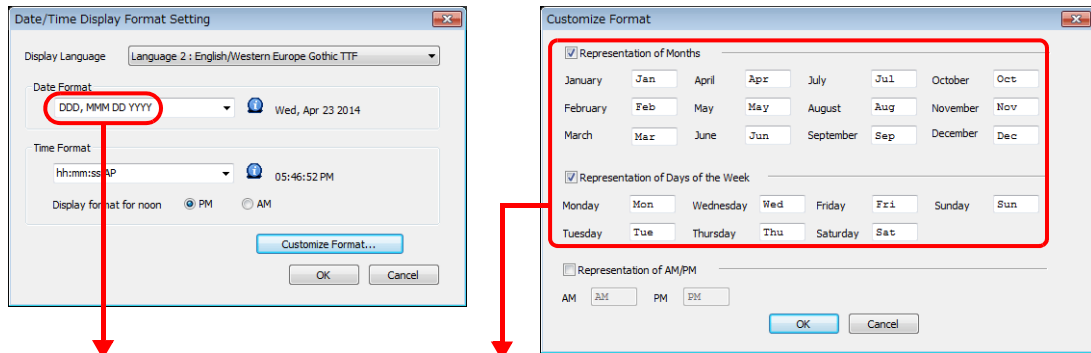 Date/Time Display Format Setting
Display Language Language 2 : English/Western Europe Gothic TTF
Date Format
DDD, MMM DD YYYY Wed, Apr 23 2014
Time Format
hh:mm:ss AP 05:46:52 PM
Display format for noon PM AM
Customize Format...
OK Cancel
Customize Format
Representation of Months
January Jan April Apr July Jul October Oct
February Feb May May August Aug November Nov
March Mar June Jun September Sep December Dec
Representation of Days of the Week
Monday Mon Wednesday Wed Friday Fri Sunday Sun
Tuesday Tue Thursday Thu Saturday Sat
Representation of AM/PM
AM AM PM PM
OK Cancel